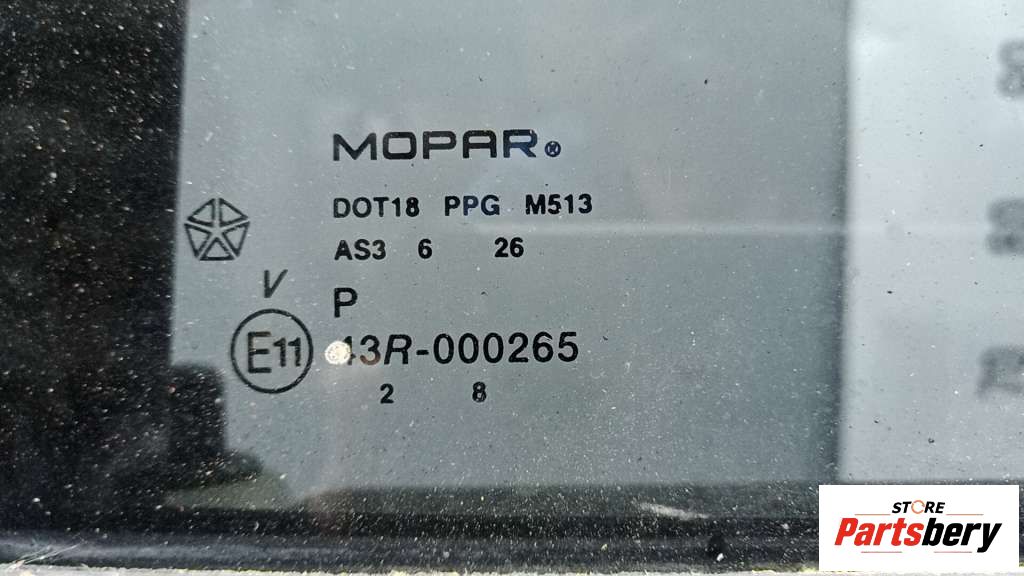 MOPAR®
DOT18 PPG M513
AS3 6 26
V
P
E11 43R-000265
2 8
STORE
Partsbery